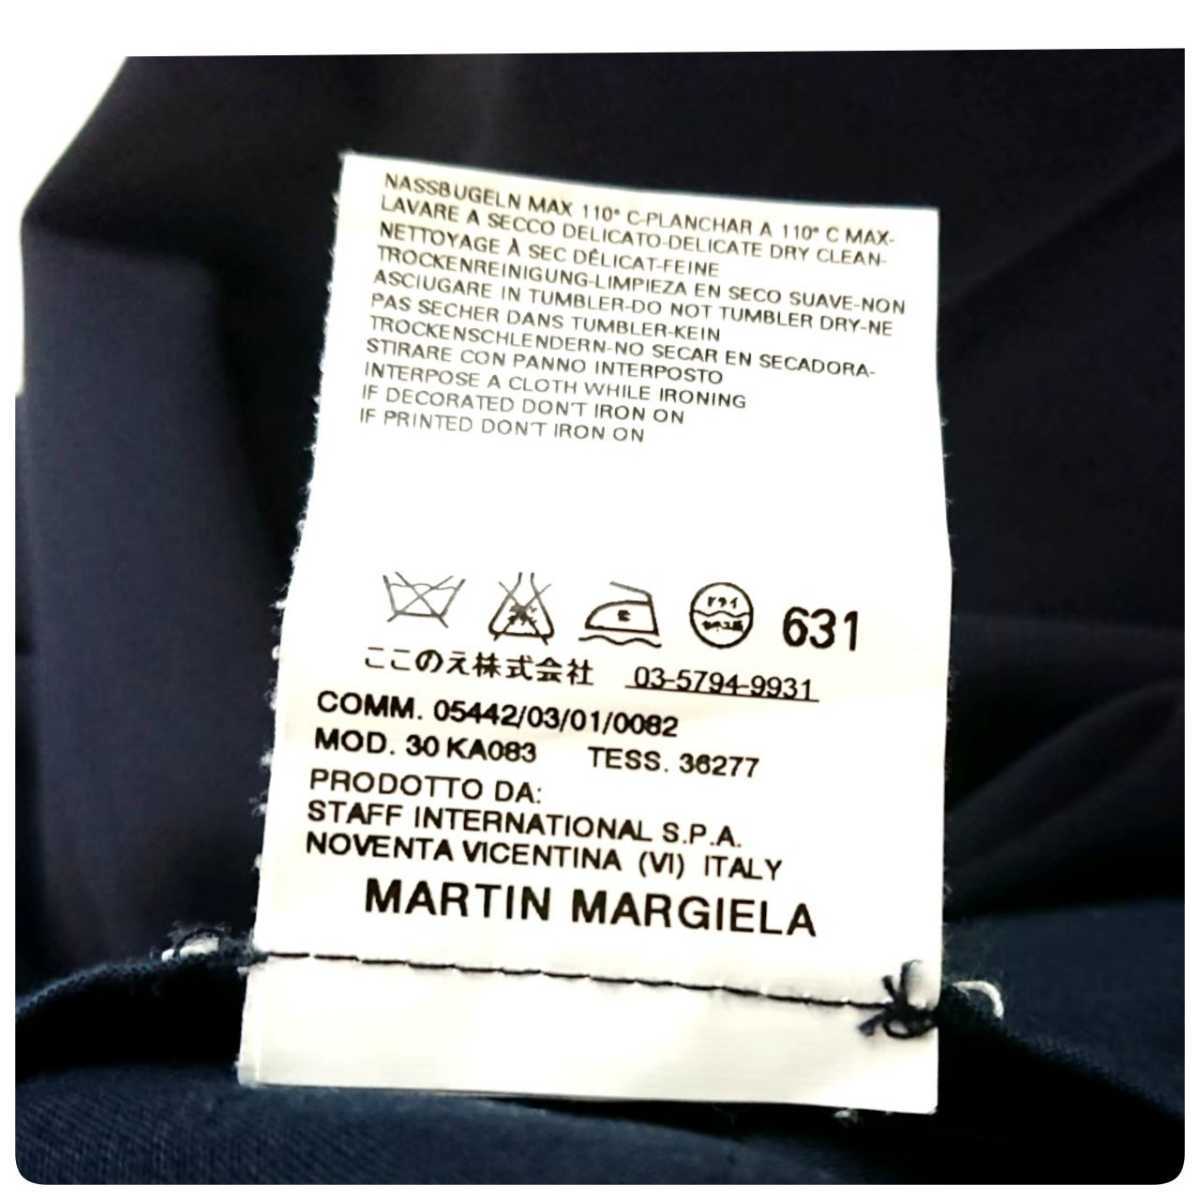 NASSBUGELN MAX 110° C-PLANCHAR A 110° C MAX-
LAVARE A SECCO DELICATO-DELICATE DRY CLEAN-
NETTOYAGE À SEC DÉLICAT-FEINE
TROCKENREINIGUNG-LIMPIEZA EN SECO SUAVE-NON
ASCIUGARE IN TUMBLER-DO NOT TUMBLER DRY-NE
PAS SECHER DANS TUMBLER-KEIN
TROCKENSCHLENDERN-NO SECAR EN SECADORA-
STIRARE CON PANNO INTERPOSTO
INTERPOSE A CLOTH WHILE IRONING
IF DECORATED DON'T IRON ON
IF PRINTED DON'T IRON ON
ドライ
631
ここのえ株式会社 03-5794-9931
COMM. 05442/03/01/0082
MOD. 30 KA083 TESS. 36277
PRODOTTO DA:
STAFF INTERNATIONAL S.P.A.
NOVENTA VICENTINA (VI) ITALY
MARTIN MARGIELA